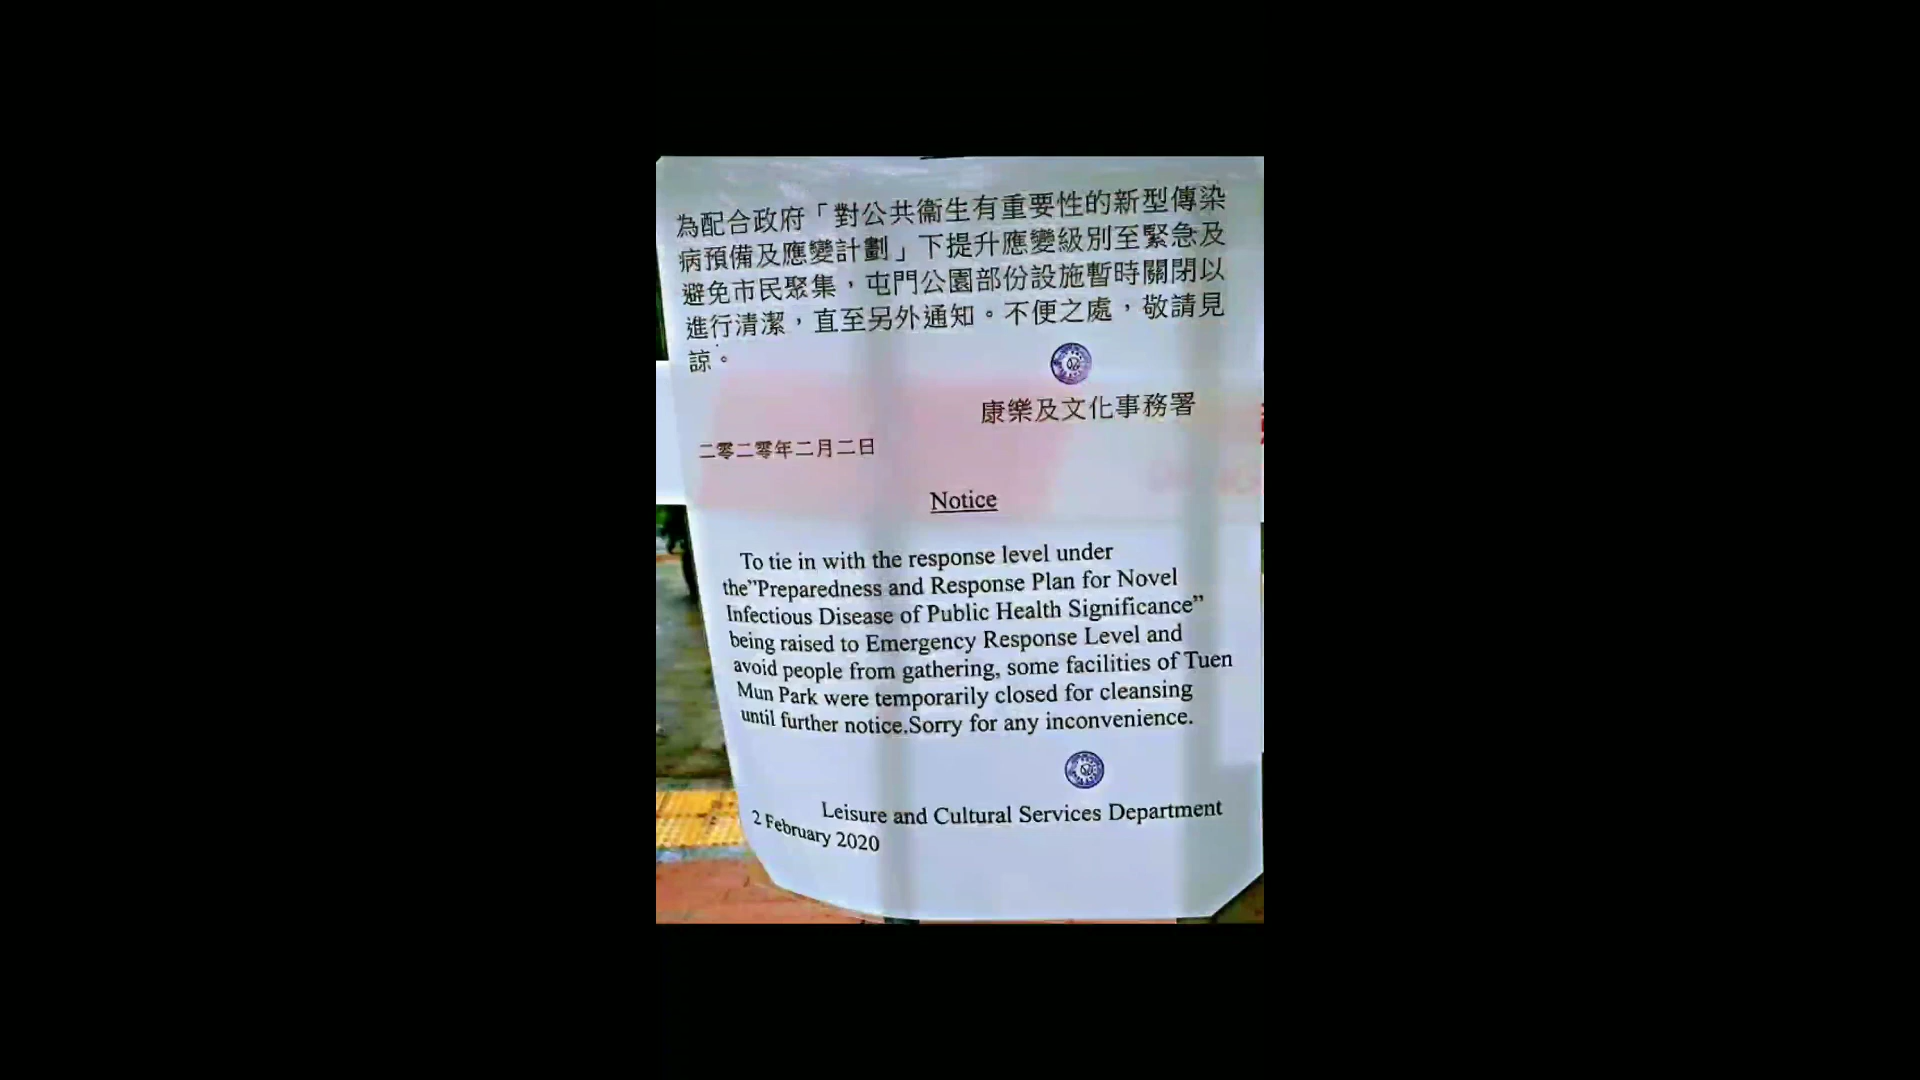 為配合政府「對公共衞生有重要性的新型傳染
病預備及應變計劃」下提升應變級別至緊急及
避免市民聚集，屯門公園部份設施暫時關閉以
進行清潔，直至另外通知。不便之處，敬請見
諒。
康樂及文化事務署
二零二零年二月二日
Notice
To tie in with the response level under
the”Preparedness and Response Plan for Novel
Infectious Disease of Public Health Significance”
being raised to Emergency Response Level and
avoid people from gathering, some facilities of Tuen
Mun Park were temporarily closed for cleansing
until further notice.Sorry for any inconvenience.
Leisure and Cultural Services Department
2 February 2020